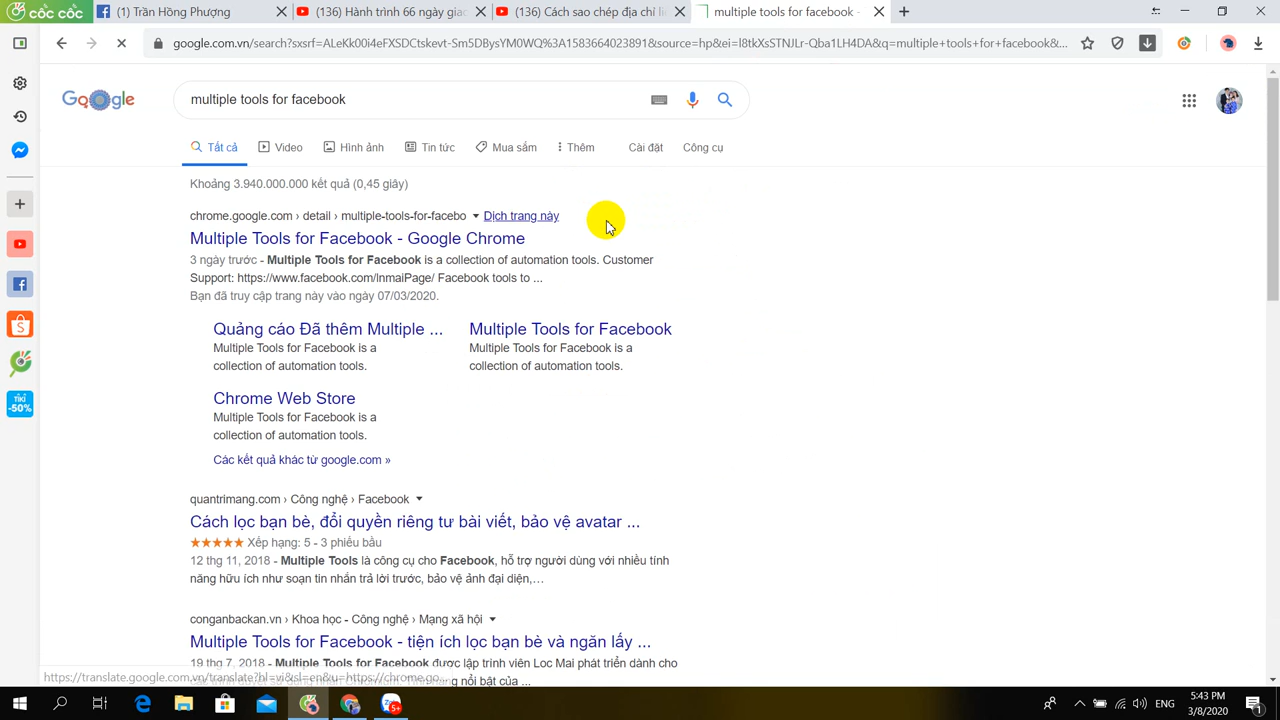 cốc cốc
(1) Trần Hồng Phượng
(136) Hành trình 66 ngày giao
(136) Cách sao chép địa chỉ li
multiple tools for facebook -
google.com.vn/search?sxsrf=ALeKk00i4eFXSDCtskevt-Sm5DBysYM0WQ%3A1583664023891&source=hp&ei=l8tkXsSTNJLr-Qba1LH4DA&q=multiple+tools+for+facebook&...
Google
multiple tools for facebook
Tất cả
Video
Hình ảnh
Tin tức
Mua sắm
Thêm
Cài đặt
Công cụ
Khoảng 3.940.000.000 kết quả (0,45 giây)
chrome.google.com › detail › multiple-tools-for-facebo Dịch trang này
Multiple Tools for Facebook - Google Chrome
3 ngày trước - Multiple Tools for Facebook is a collection of automation tools. Customer
Support: https://www.facebook.com/lnmaiPage/ Facebook tools to ...
Bạn đã truy cập trang này vào ngày 07/03/2020.
Quảng cáo Đã thêm Multiple ...
Multiple Tools for Facebook is a
collection of automation tools.
Multiple Tools for Facebook
Multiple Tools for Facebook is a
collection of automation tools.
Chrome Web Store
Multiple Tools for Facebook is a
collection of automation tools.
Các kết quả khác từ google.com »
quantrimang.com › Công nghệ › Facebook
Cách lọc bạn bè, đổi quyền riêng tư bài viết, bảo vệ avatar ...
Xếp hạng: 5 - 3 phiếu bầu
12 thg 11, 2018 - Multiple Tools là công cụ cho Facebook, hỗ trợ người dùng với nhiều tính
năng hữu ích như soạn tin nhắn trả lời trước, bảo vệ ảnh đại diện,…
conganbackan.vn › Khoa học - Công nghệ › Mạng xã hội
Multiple Tools for Facebook - tiện ích lọc bạn bè và ngăn lấy ...
19 thg 7, 2018 - Multiple Tools for Facebook được lập trình viên Loc Mai phát triển dành cho
https://translate.google.com.vn/translate?hl=vi&sl=en&u=https://chrome.go...
TIKI
-50%
5+
ENG
5:43 PM
3/8/2020
1